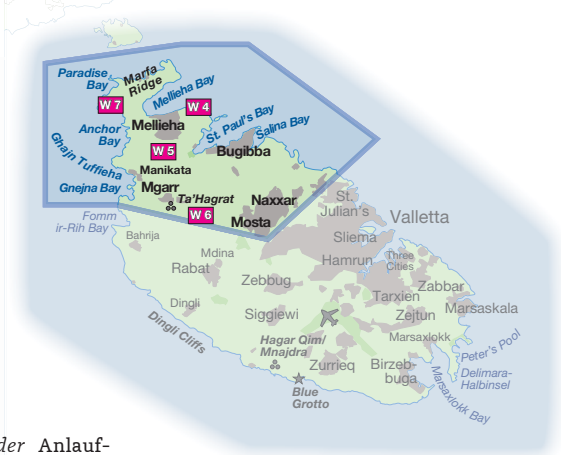 Paradise
Bay
Marfa
Ridge
Mellieha Bay
W 7
W 4
Anchor
Bay
Mellieha
St. Paul's Bay
Salina Bay
W 5
Bugibba
Ghajn Tuffieha
Manikata
Gnejna Bay
Mgarr
Ta'Hagrat
W 6
Naxxar
Mosta
St.
Julian's
Valletta
Fomm
ir-Rih Bay
Bahrija
Sliema
Mdina
Rabat
Hamrun
Three
Cities
Zebbug
Zabbar
Tarxien
Dingli
Siggiewi
Zejtun
Marsaskala
Dingli Cliffs
Marsaxlokk
Hagar Qim/
Mnajdra
Zurrieq
Birzeb-
buga
Peter's Pool
Delimara-
Halbinsel
Marsaxlokk Bay
Blue
Grotto
der Anlauf-